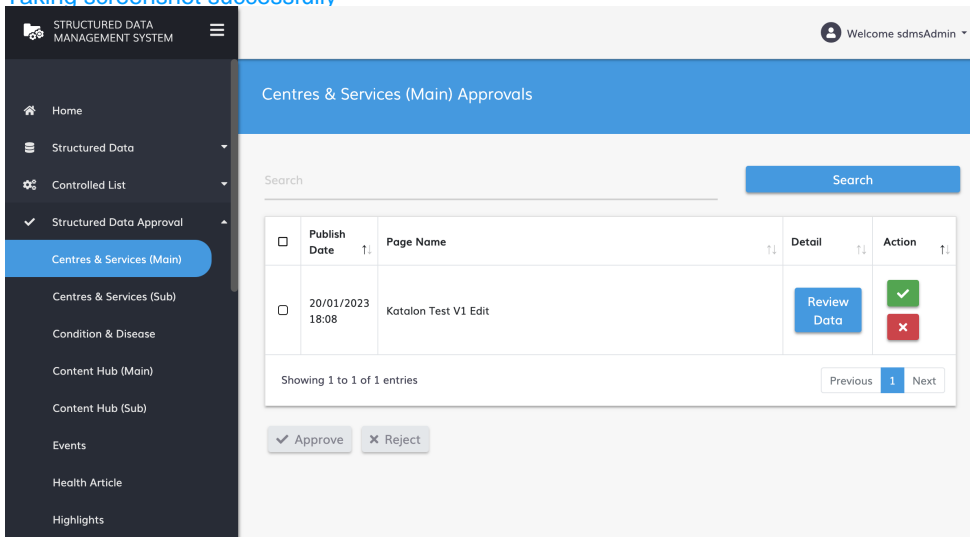 Taking screenshot successfully
STRUCTURED DATA
MANAGEMENT SYSTEM
Welcome sdmsAdmin
Centres & Services (Main) Approvals
Home
Structured Data
Controlled List
Structured Data Approval
Centres & Services (Main)
Centres & Services (Sub)
Condition & Disease
Content Hub (Main)
Content Hub (Sub)
Events
Health Article
Highlights
Search
Search
Publish
Date
Page Name
Detail
Action
20/01/2023
18:08
Katalon Test V1 Edit
Review
Data
Showing 1 to 1 of 1 entries
Previous 1 Next
Approve
Reject